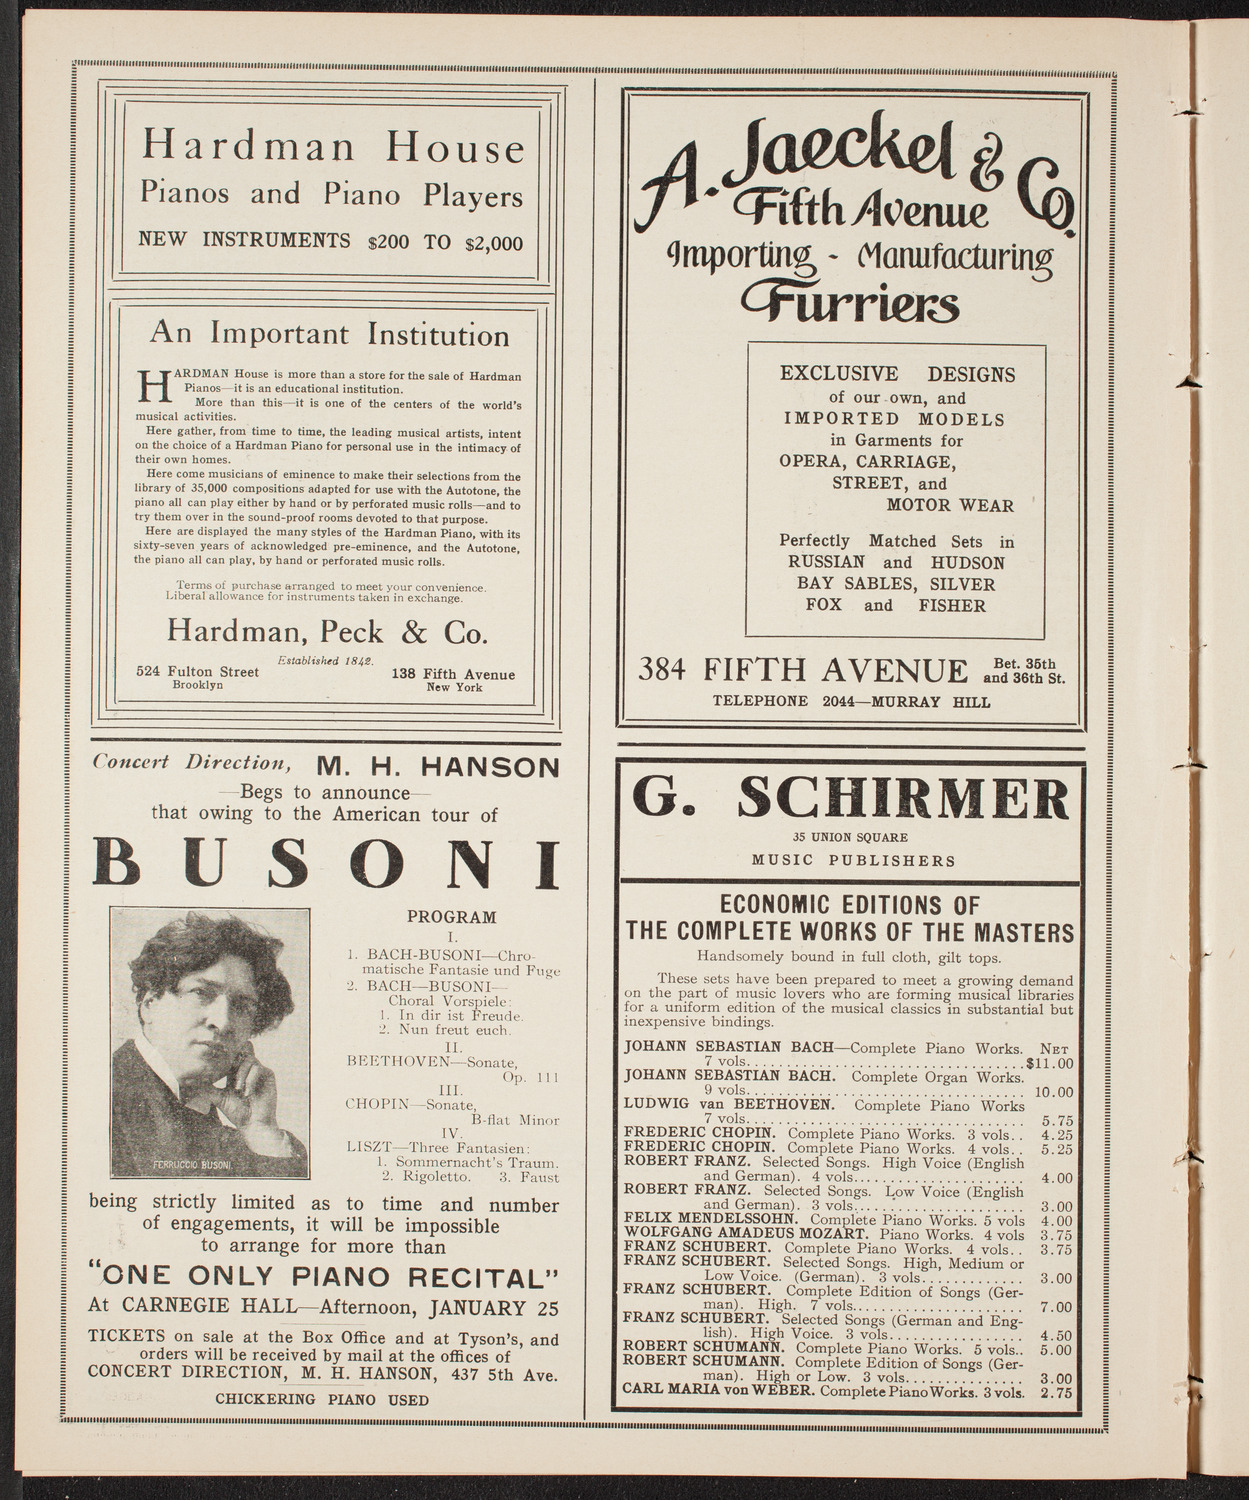 Hardman House
Pianos and Piano Players
NEW INSTRUMENTS $200 TO $2,000
An Important Institution
HARDMAN House is more than a store for the sale of Hardman
Pianos—it is an educational institution.
More than this—it is one of the centers of the world's
musical activities.
Here gather, from time to time, the leading musical artists, intent
on the choice of a Hardman Piano for personal use in the intimacy of
their own homes.
Here come musicians of eminence to make their selections from the
library of 35,000 compositions adapted for use with the Autotone, the
piano all can play either by hand or by perforated music rolls—and to
try them over in the sound-proof rooms devoted to that purpose.
Here are displayed the many styles of the Hardman Piano, with its
sixty-seven years of acknowledged pre-eminence, and the Autotone,
the piano all can play, by hand or perforated music rolls.
Terms of purchase arranged to meet your convenience.
Liberal allowance for instruments taken in exchange.
Hardman, Peck & Co.
Established 1842.
524 Fulton Street
Brooklyn
138 Fifth Avenue
New York
Concert Direction, M. H. HANSON
—Begs to announce—
that owing to the American tour of
BUSONI
FERRUCCIO BUSONI
PROGRAM
I.
1. BACH-BUSONI—Chro-
matische Fantasie und Fuge
2. BACH—BUSONI—
Choral Vorspiele:
1. In dir ist Freude.
2. Nun freut euch.
II.
BEETHOVEN—Sonate,
Op. 111
III.
CHOPIN—Sonate,
B-flat Minor
IV.
LISZT—Three Fantasien:
1. Sommernacht's Traum.
2. Rigoletto. 3. Faust
being strictly limited as to time and number
of engagements, it will be impossible
to arrange for more than
"ONE ONLY PIANO RECITAL"
At CARNEGIE HALL—Afternoon, JANUARY 25
TICKETS on sale at the Box Office and at Tyson's, and
orders will be received by mail at the offices of
CONCERT DIRECTION, M. H. HANSON, 437 5th Ave.
CHICKERING PIANO USED
A. Jaeckel & Co.
Fifth Avenue
Importing - Manufacturing
Furriers
EXCLUSIVE DESIGNS
of our own, and
IMPORTED MODELS
in Garments for
OPERA, CARRIAGE,
STREET, and
MOTOR WEAR
Perfectly Matched Sets in
RUSSIAN and HUDSON
BAY SABLES, SILVER
FOX and FISHER
384 FIFTH AVENUE Bet. 35th
and 36th St.
TELEPHONE 2044—MURRAY HILL
G. SCHIRMER
35 UNION SQUARE
MUSIC PUBLISHERS
ECONOMIC EDITIONS OF
THE COMPLETE WORKS OF THE MASTERS
Handsomely bound in full cloth, gilt tops.
These sets have been prepared to meet a growing demand
on the part of music lovers who are forming musical libraries
for a uniform edition of the musical classics in substantial but
inexpensive bindings.
JOHANN SEBASTIAN BACH—Complete Piano Works. NET
7 vols. $11.00
JOHANN SEBASTIAN BACH. Complete Organ Works.
9 vols. 10.00
LUDWIG van BEETHOVEN. Complete Piano Works
7 vols. 5.75
FREDERIC CHOPIN. Complete Piano Works. 3 vols. 4.25
FREDERIC CHOPIN. Complete Piano Works. 4 vols. 5.25
ROBERT FRANZ. Selected Songs. High Voice (English
and German). 4 vols. 4.00
ROBERT FRANZ. Selected Songs. Low Voice (English
and German). 3 vols. 3.00
FELIX MENDELSSOHN. Complete Piano Works. 5 vols 4.00
WOLFGANG AMADEUS MOZART. Piano Works. 4 vols 3.75
FRANZ SCHUBERT. Complete Piano Works. 4 vols. 3.75
FRANZ SCHUBERT. Selected Songs. High, Medium or
Low Voice. (German). 3 vols. 3.00
FRANZ SCHUBERT. Complete Edition of Songs (Ger-
man). High. 7 vols. 7.00
FRANZ SCHUBERT. Selected Songs (German and Eng-
lish). High Voice. 3 vols. 4.50
ROBERT SCHUMANN. Complete Piano Works. 5 vols. 5.00
ROBERT SCHUMANN. Complete Edition of Songs (Ger-
man). High or Low. 3 vols. 3.00
CARL MARIA von WEBER. Complete Piano Works. 3 vols. 2.75